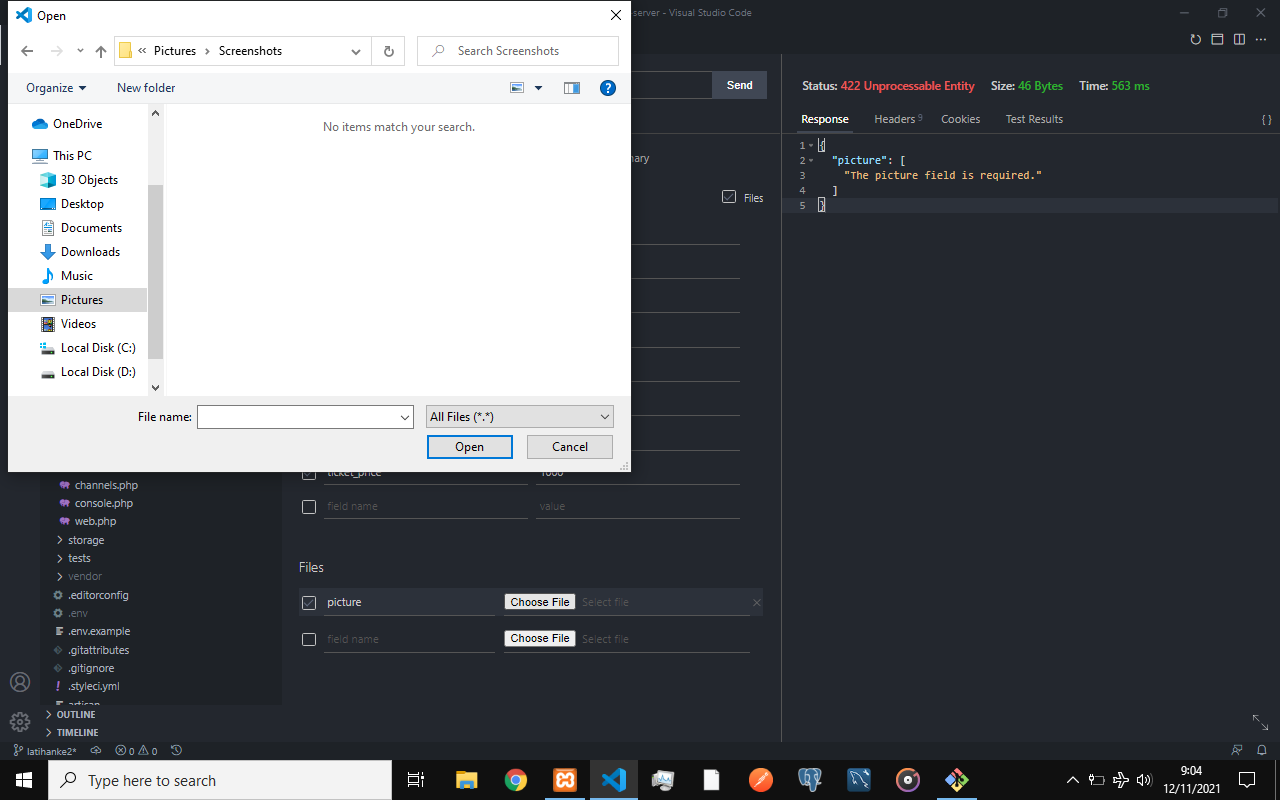 Open
server - Visual Studio Code
« Pictures › Screenshots
Search Screenshots
Organize
New folder
?
OneDrive
This PC
3D Objects
Desktop
Documents
Downloads
Music
Pictures
Videos
Local Disk (C:)
Local Disk (D:)
No items match your search.
File name:
All Files (*.*)
Open
Cancel
Send
Files
ticket_price
1000
field name
value
Files
picture
Choose File
Select file
field name
Choose File
Select file
Status: 422 Unprocessable Entity
Size: 46 Bytes
Time: 563 ms
Response
Headers 9
Cookies
Test Results
{ }
1 {
2 "picture": [
3 "The picture field is required."
4 ]
5 }
channels.php
console.php
web.php
storage
tests
vendor
.editorconfig
.env
.env.example
.gitattributes
.gitignore
.styleci.yml
artisan
OUTLINE
TIMELINE
latihanke2*
0
0
Type here to search
9:04
12/11/2021